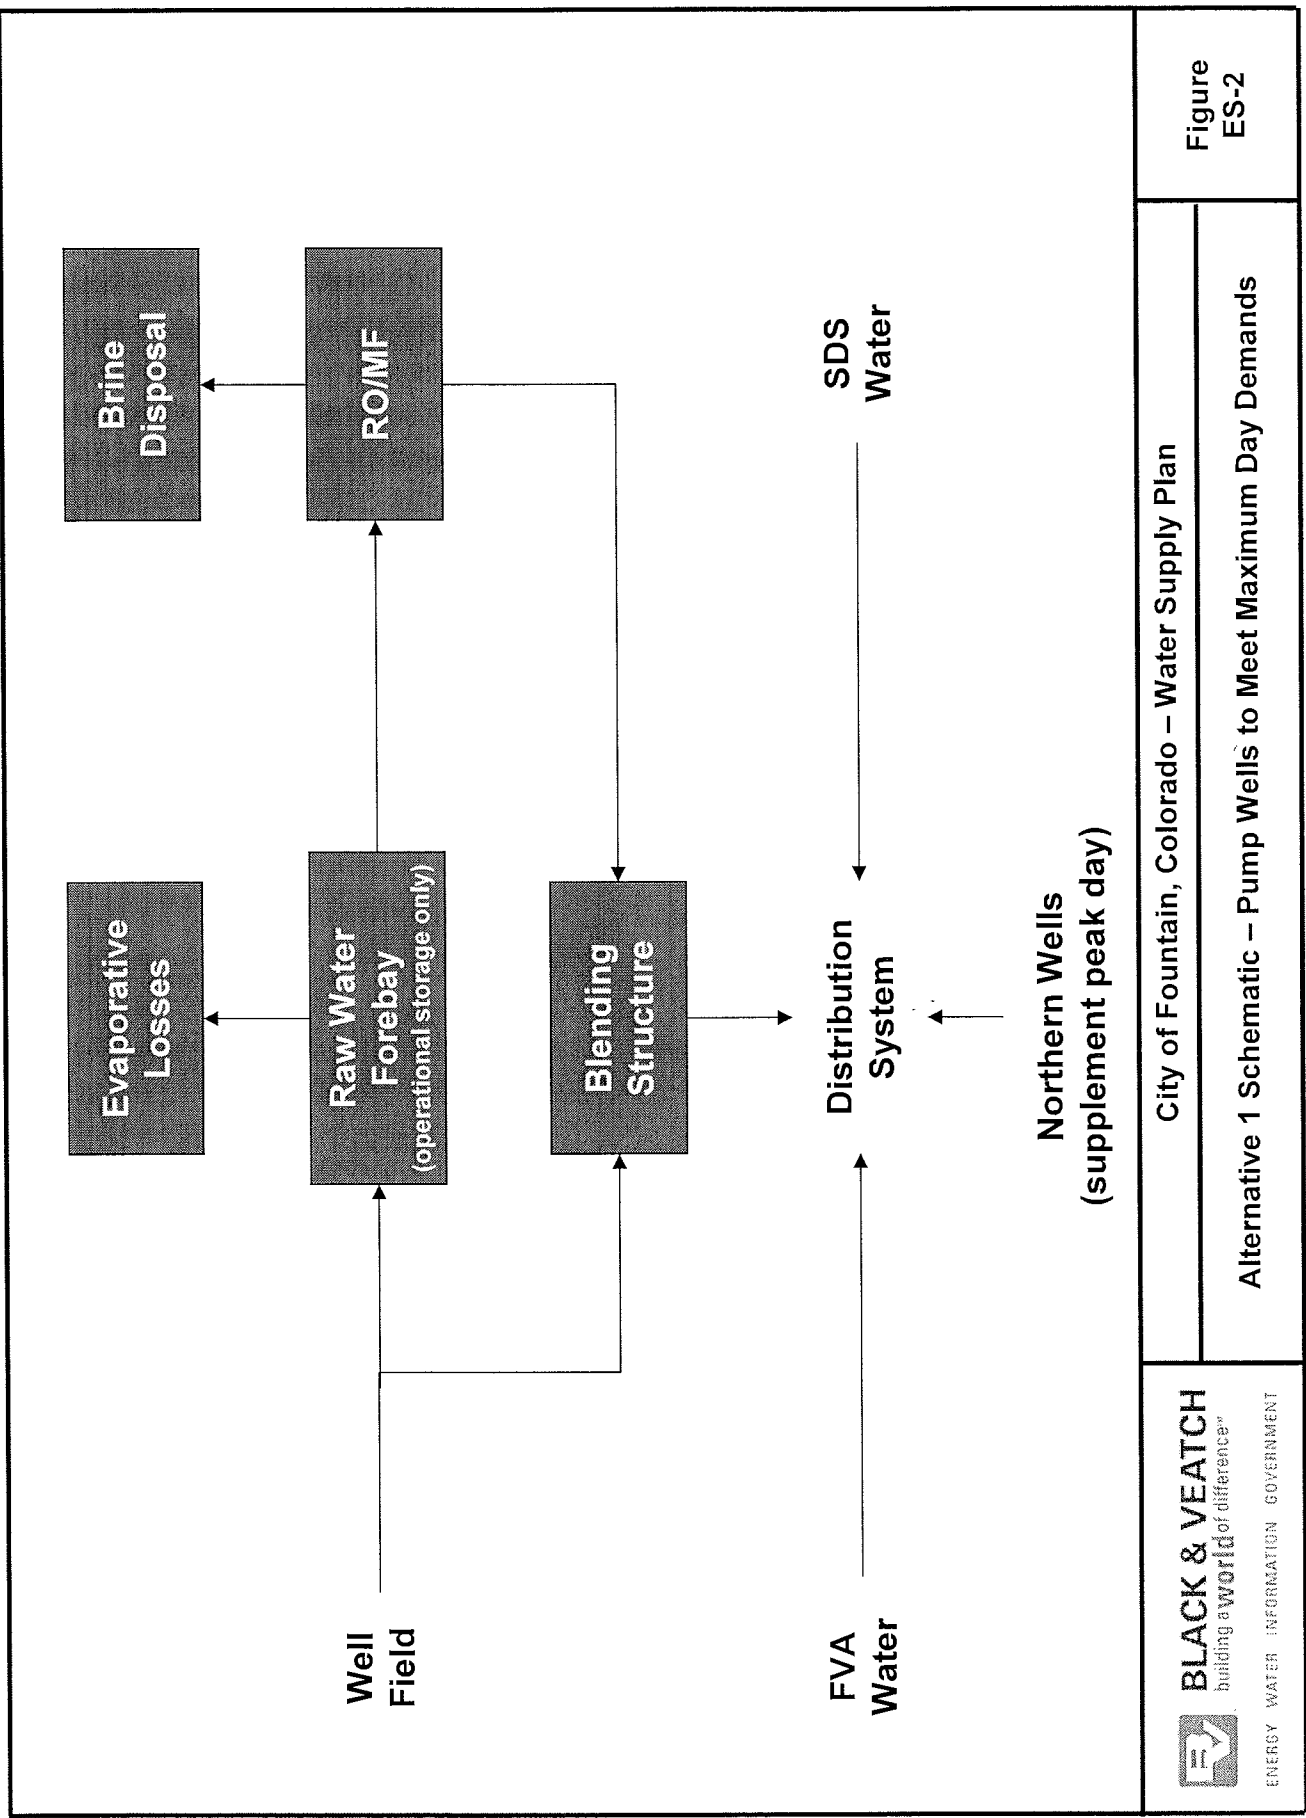 Evaporative
Losses
Brine
Disposal
Well
Field
Raw Water
Forebay
(operational storage only)
RO/MF
Blending
Structure
FVA
Water
Distribution
System
SDS
Water
Northern Wells
(supplement peak day)
BLACK & VEATCH
building a world of difference℠
ENERGY WATER INFORMATION GOVERNMENT
City of Fountain, Colorado – Water Supply Plan
Alternative 1 Schematic – Pump Wells to Meet Maximum Day Demands
Figure
ES-2